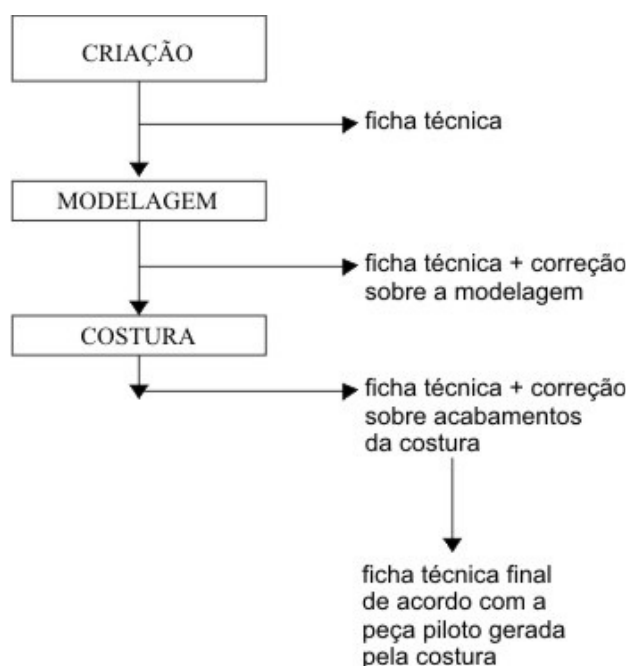 CRIAÇÃO
ficha técnica
MODELAGEM
ficha técnica + correção
sobre a modelagem
COSTURA
ficha técnica + correção
sobre acabamentos
da costura
ficha técnica final
de acordo com a
peça piloto gerada
pela costura